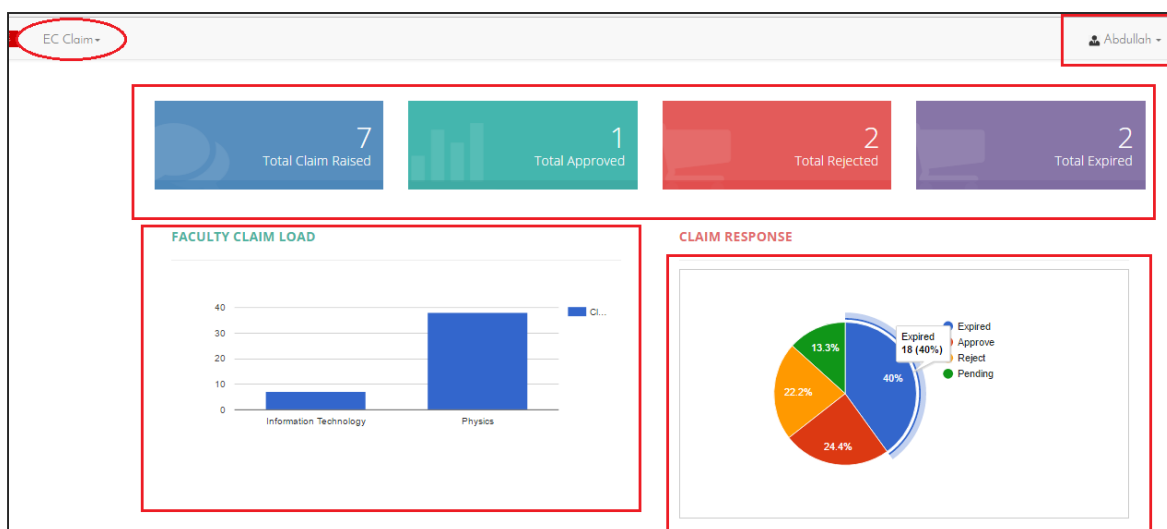 EC Claim
Abdullah
7
Total Claim Raised
1
Total Approved
2
Total Rejected
2
Total Expired
FACULTY CLAIM LOAD
40
30
20
10
0
Information Technology
Physics
Cl...
CLAIM RESPONSE
13.3%
22.2%
24.4%
40%
Expired
18 (40%)
Expired
Approve
Reject
Pending